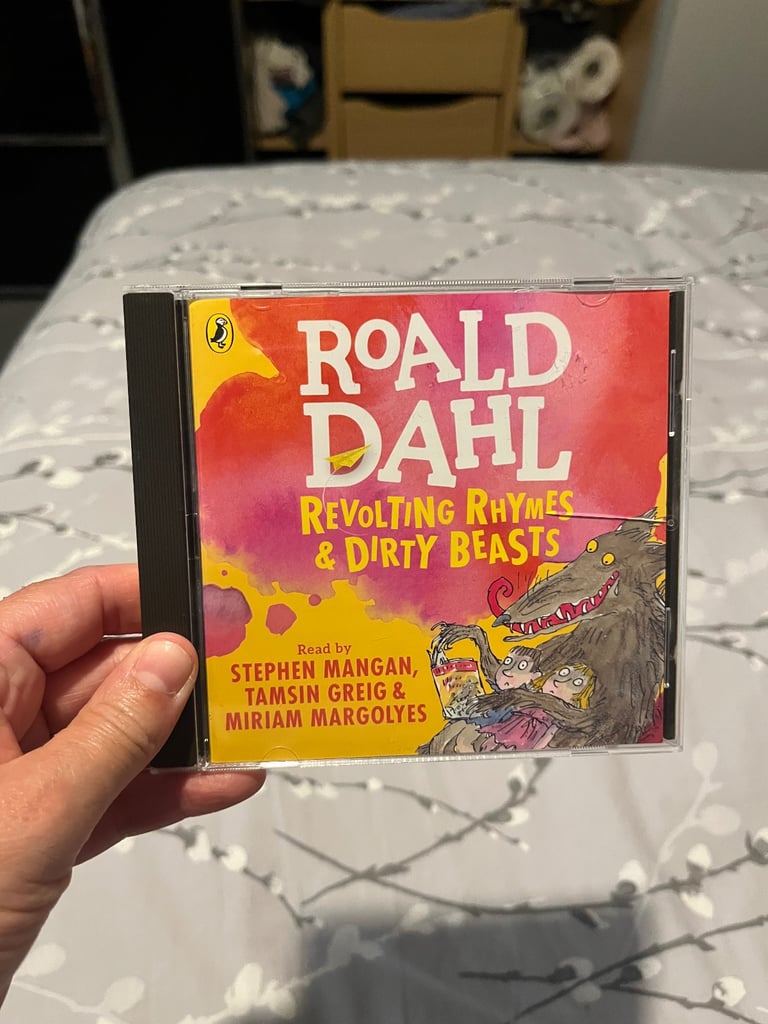 ROALD
DAHL
REVOLTING RHYMES
& DIRTY BEASTS
Read by
STEPHEN MANGAN,
TAMSIN GREIG &
MIRIAM MARGOLYES